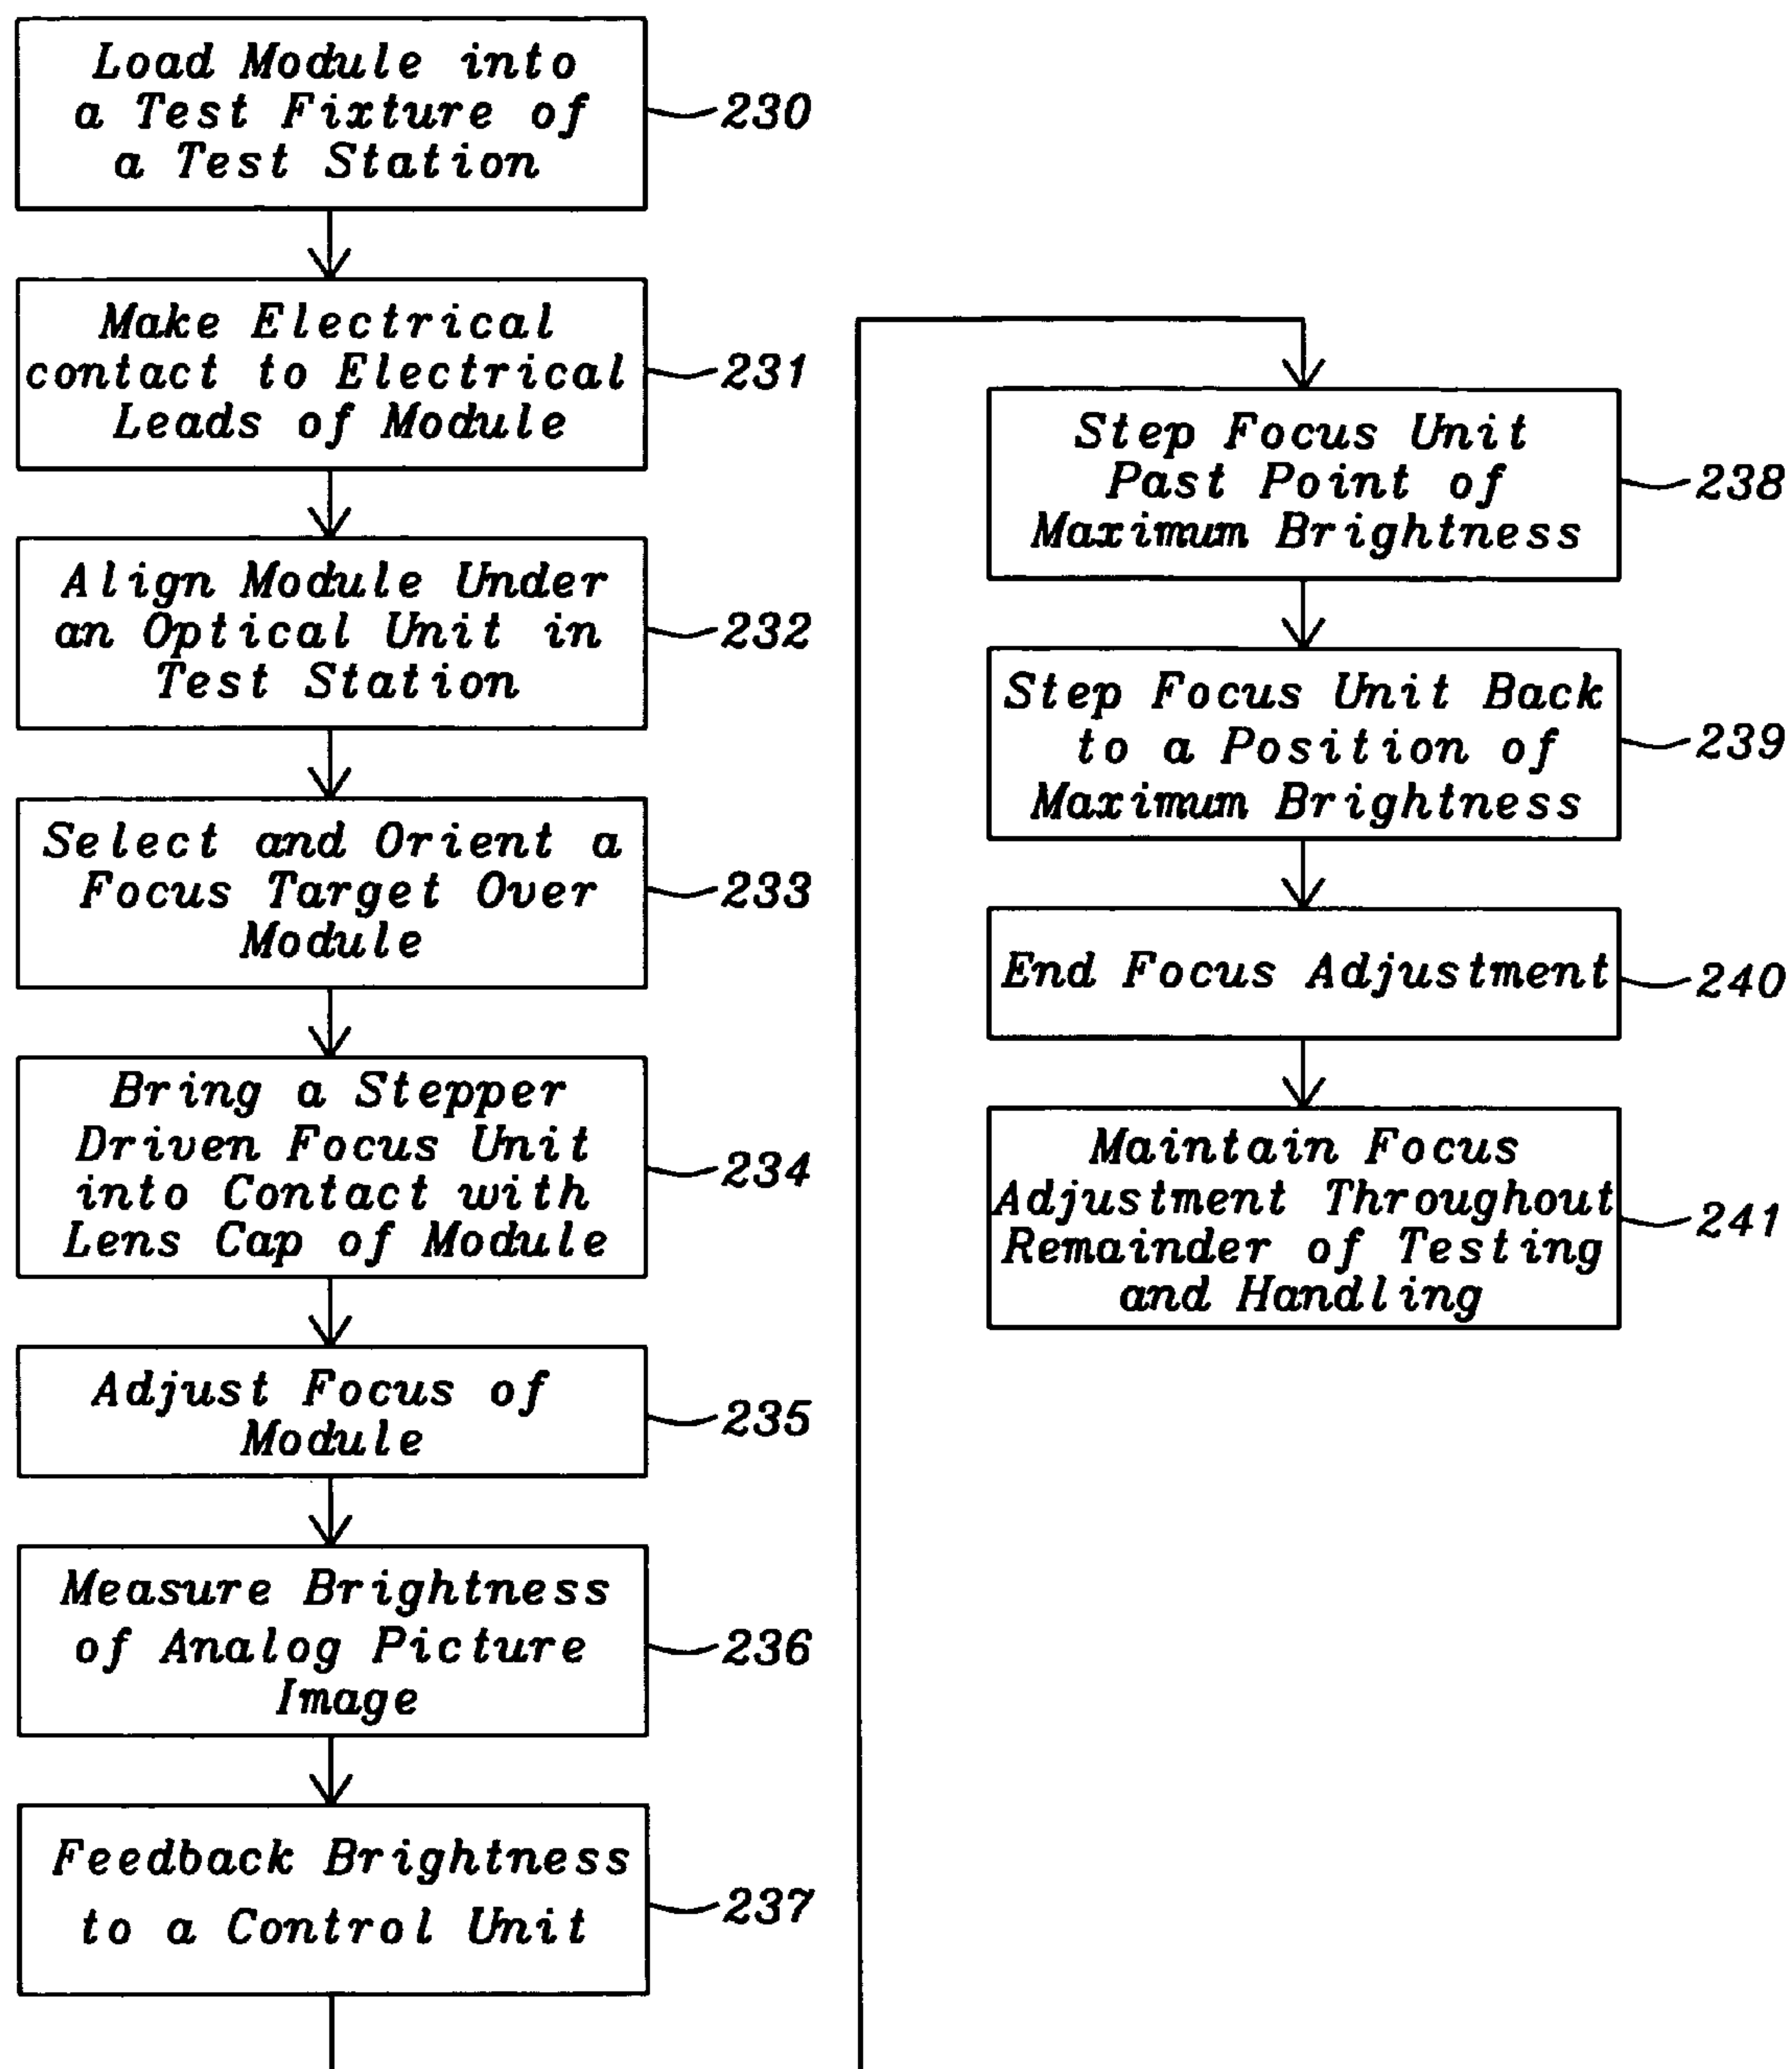 Load Module into
a Test Fixture of
a Test Station
230
Make Electrical
contact to Electrical
Leads of Module
231
Align Module Under
an Optical Unit in
Test Station
232
Select and Orient a
Focus Target Over
Module
233
Bring a Stepper
Driven Focus Unit
into Contact with
Lens Cap of Module
234
Adjust Focus of
Module
235
Measure Brightness
of Analog Picture
Image
236
Feedback Brightness
to a Control Unit
237
Step Focus Unit
Past Point of
Maximum Brightness
238
Step Focus Unit Back
to a Position of
Maximum Brightness
239
End Focus Adjustment
240
Maintain Focus
Adjustment Throughout
Remainder of Testing
and Handling
241